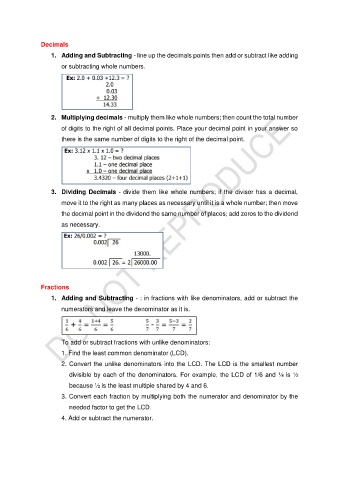 Decimals
1. Adding and Subtracting - line up the decimals points then add or subtract like adding
or subtracting whole numbers.
Ex: 2.0 + 0.03 +12.3 = ?
2.0
0.03
+ 12.30
14.33
2. Multiplying decimals - multiply them like whole numbers; then count the total number
of digits to the right of all decimal points. Place your decimal point in your answer so
there is the same number of digits to the right of the decimal point.
Ex: 3.12 x 1.1 x 1.0 = ?
3. 12 – two decimal places
1.1 – one decimal place
x 1.0 – one decimal place
3.4320 – four decimal places (2+1+1)
3. Dividing Decimals - divide them like whole numbers; if the divisor has a decimal,
move it to the right as many places as necessary until it is a whole number; then move
the decimal point in the dividend the same number of places; add zeros to the dividend
as necessary.
Ex: 26/0.002 = ?
0.002 26
13000.
0.002 26. = 2 26000.00
Fractions
1. Adding and Subtracting - : in fractions with like denominators, add or subtract the
numerators and leave the denominator as it is.
1/6 + 4/6 = 1+4/6 = 5/6 5/7 - 3/7 = 5−3/7 = 2/7
To add or subtract fractions with unlike denominators:
1. Find the least common denominator (LCD).
2. Convert the unlike denominators into the LCD. The LCD is the smallest number
divisible by each of the denominators. For example, the LCD of 1/6 and ¼ is ½
because ½ is the least multiple shared by 4 and 6.
3. Convert each fraction by multiplying both the numerator and denominator by the
needed factor to get the LCD.
4. Add or subtract the numerator.
DO NOT REPRODUCE